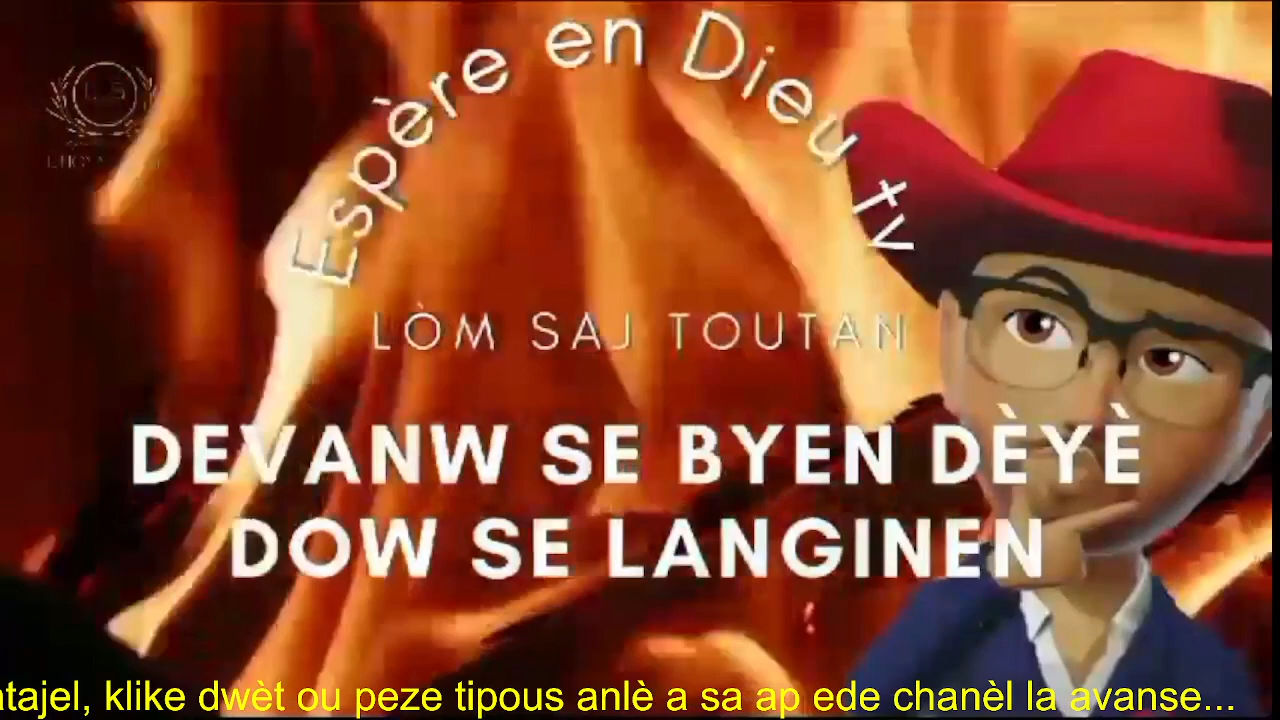 Espère en Dieu tv
LÒM SAJ TOUTAN
DEVANW SE BYEN DÈYÈ
DOW SE LANGINEN
ntajel, klike dwèt ou peze tipous anlè a sa ap ede chanèl la avanse...